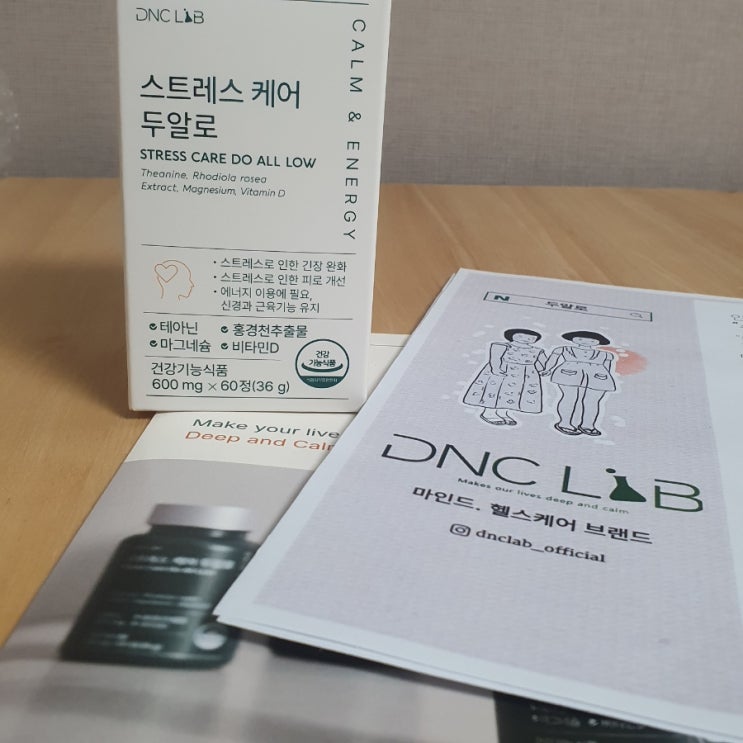 DNC LAB
CALM & ENERGY
스트레스 케어
두알로
STRESS CARE DO ALL LOW
Theanine, Rhodiola rosea
Extract, Magnesium, Vitamin D
• 스트레스로 인한 긴장 완화
• 스트레스로 인한 피로 개선
• 에너지 이용에 필요,
신경과 근육기능 유지
테아닌 홍경천추출물
마그네슘 비타민D
건강기능식품
600 mg × 60정(36 g)
건강
기능식품
Make your live
Deep and Cal
N 두알로
DNC LAB
Makes our lives deep and calm
마인드. 헬스케어 브랜드
dnclab_official